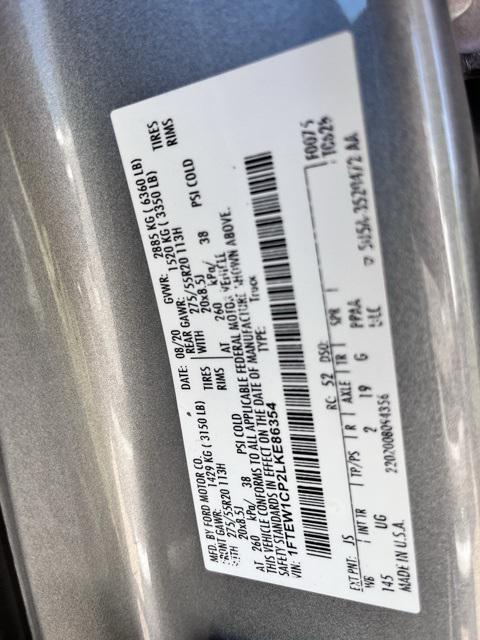 MFD. BY FORD MOTOR CO.
DATE: 08/20 GVWR: 2885 KG ( 6360 LB)
FRONT GAWR: 1429 KG ( 3150 LB) REAR GAWR: 1520 KG ( 3350 LB)
WITH 275/55R20 113H TIRES WITH 275/55R20 113H TIRES
20x8.5J RIMS 20x8.5J RIMS
AT 260 kPa/ 38 PSI COLD AT 260 kPa/ 38 PSI COLD
THIS VEHICLE CONFORMS TO ALL APPLICABLE FEDERAL MOTOR VEHICLE
SAFETY STANDARDS IN EFFECT ON THE DATE OF MANUFACTURE SHOWN ABOVE.
VIN: 1FTEW1CP2LKE86354 TYPE: Truck
F0075
EXT PNT: JS RC: 52 DSO:
WB INT TR TP/PS R AXLE TR SPR
145 UG 2 19 G PPAA
MADE IN U.S.A.